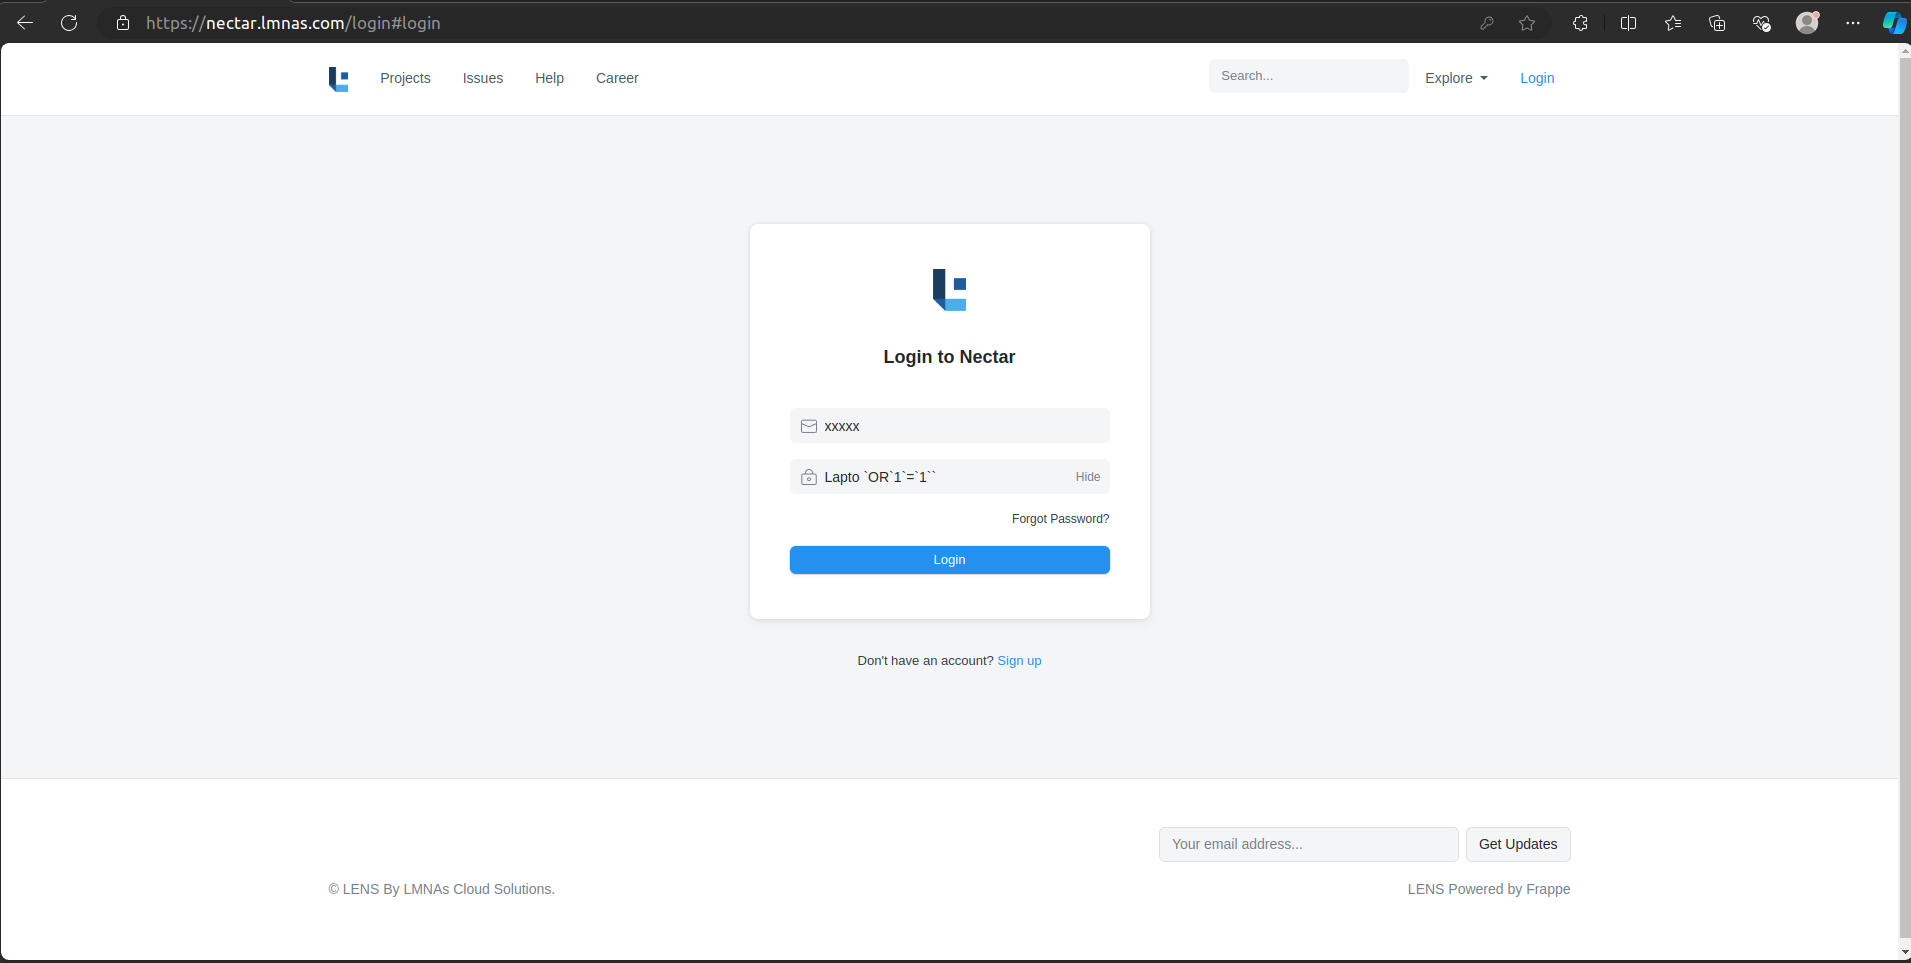 https://nectar.lmnas.com/login#login
Projects Issues Help Career Search... Explore Login
Login to Nectar
xxxxx
Lapto `OR`1`=`1`` Hide
Forgot Password?
Login
Don't have an account? Sign up
Your email address... Get Updates
© LENS By LMNAs Cloud Solutions. LENS Powered by Frappe